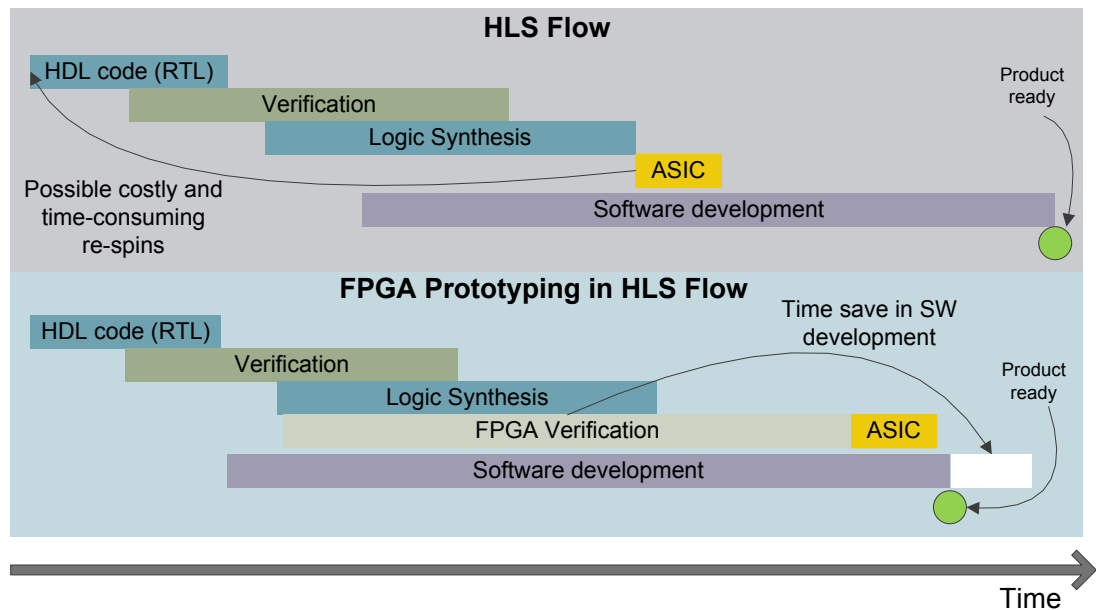 HLS Flow
HDL code (RTL)
Product
ready
Verification
Logic Synthesis
ASIC
Possible costly and
time-consuming
re-spins
Software development
FPGA Prototyping in HLS Flow
Time save in SW
development
HDL code (RTL)
Verification
Product
ready
Logic Synthesis
FPGA Verification
ASIC
Software development
Time